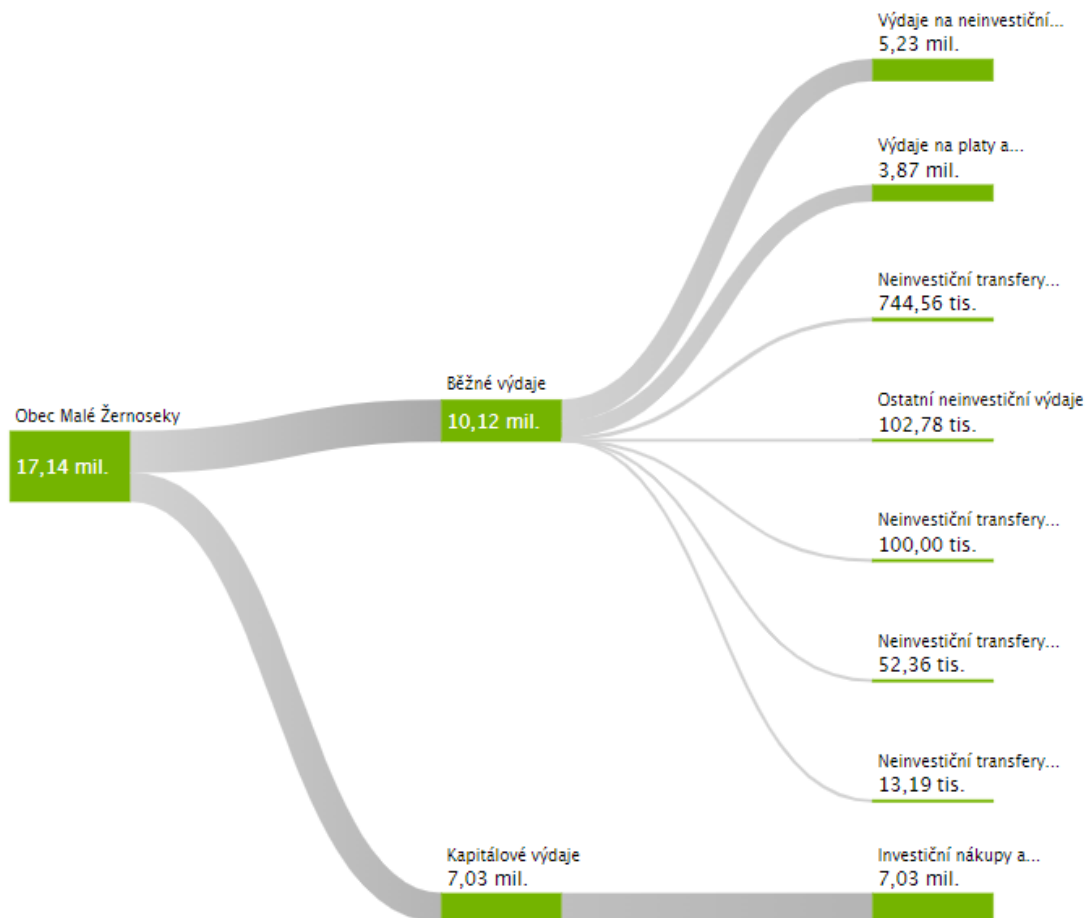 Výdaje na neinvestiční...
5,23 mil.
Výdaje na platy a...
3,87 mil.
Neinvestiční transfery...
744,56 tis.
Běžné výdaje
10,12 mil.
Ostatní neinvestiční výdaje
102,78 tis.
Obec Malé Žernoseky
17,14 mil.
Neinvestiční transfery...
100,00 tis.
Neinvestiční transfery...
52,36 tis.
Neinvestiční transfery...
13,19 tis.
Kapitálové výdaje
7,03 mil.
Investiční nákupy a...
7,03 mil.